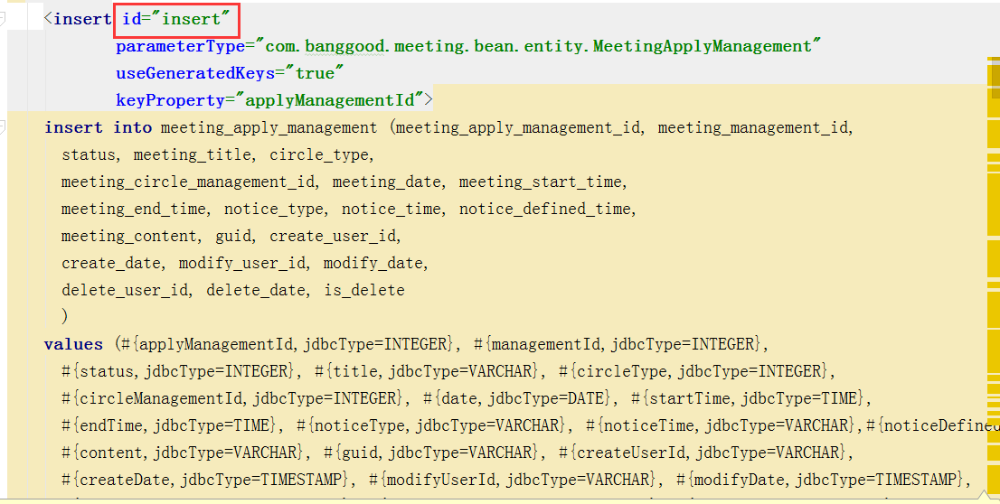 <insert id="insert"
parameterType="com.banggood.meeting.bean.entity.MeetingApplyManagement"
useGeneratedKeys="true"
keyProperty="applyManagementId">
insert into meeting_apply_management (meeting_apply_management_id, meeting_management_id,
status, meeting_title, circle_type,
meeting_circle_management_id, meeting_date, meeting_start_time,
meeting_end_time, notice_type, notice_time, notice_defined_time,
meeting_content, guid, create_user_id,
create_date, modify_user_id, modify_date,
delete_user_id, delete_date, is_delete
)
values (#{applyManagementId,jdbcType=INTEGER}, #{managementId,jdbcType=INTEGER},
#{status,jdbcType=INTEGER}, #{title,jdbcType=VARCHAR}, #{circleType,jdbcType=INTEGER},
#{circleManagementId,jdbcType=INTEGER}, #{date,jdbcType=DATE}, #{startTime,jdbcType=TIME},
#{endTime,jdbcType=TIME}, #{noticeType,jdbcType=VARCHAR}, #{noticeTime,jdbcType=VARCHAR},#{noticeDefined
#{content,jdbcType=VARCHAR}, #{guid,jdbcType=VARCHAR}, #{createUserId,jdbcType=VARCHAR},
#{createDate,jdbcType=TIMESTAMP}, #{modifyUserId,jdbcType=VARCHAR}, #{modifyDate,jdbcType=TIMESTAMP},